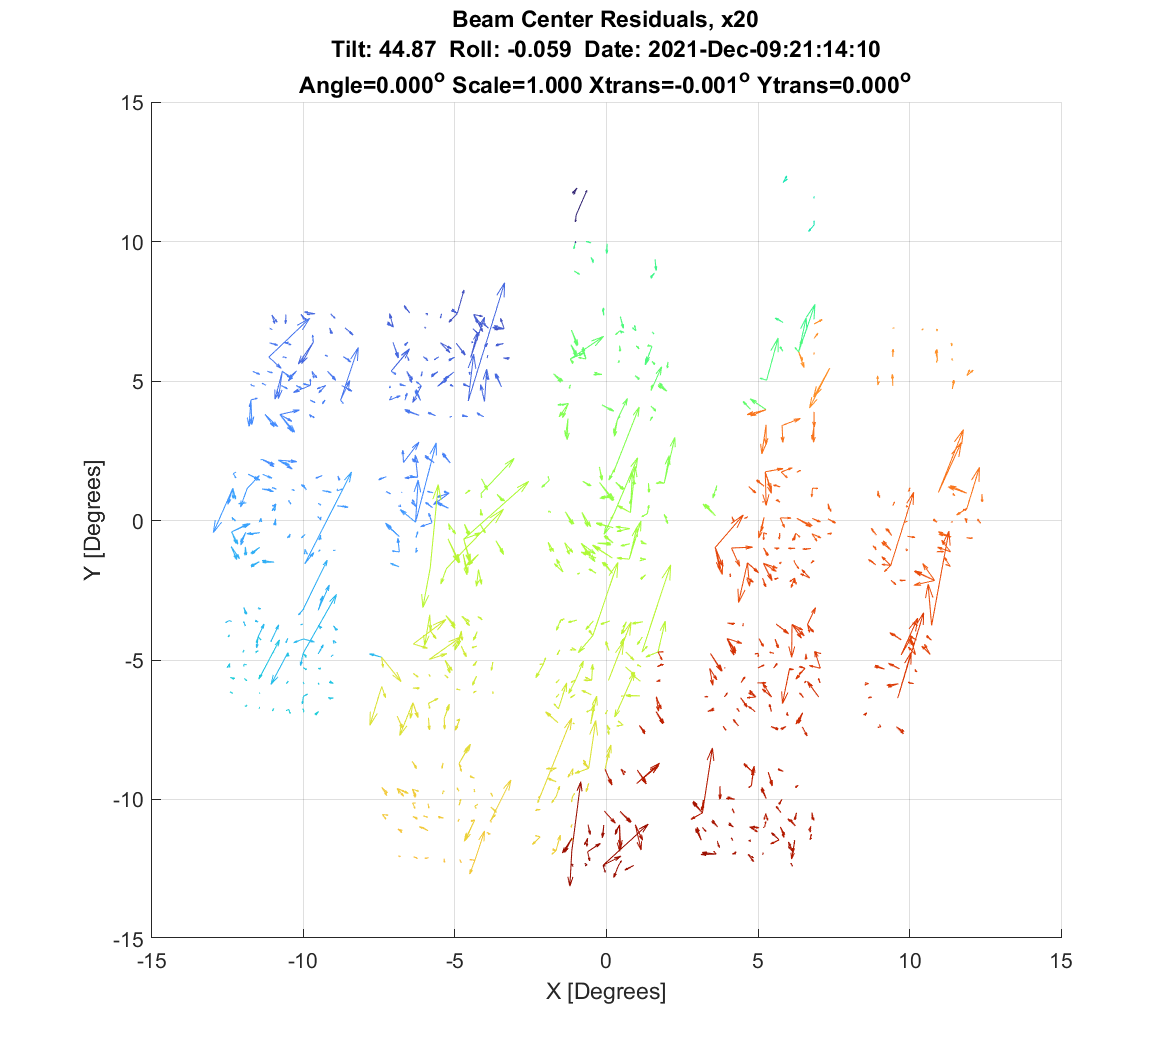 Beam Center Residuals, x20
Tilt: 44.87 Roll: -0.059 Date: 2021-Dec-09:21:14:10
Angle=0.000° Scale=1.000 Xtrans=-0.001° Ytrans=0.000°
15
10
5
0
-5
-10
-15
Y [Degrees]
-15 -10 -5 0 5 10 15
X [Degrees]